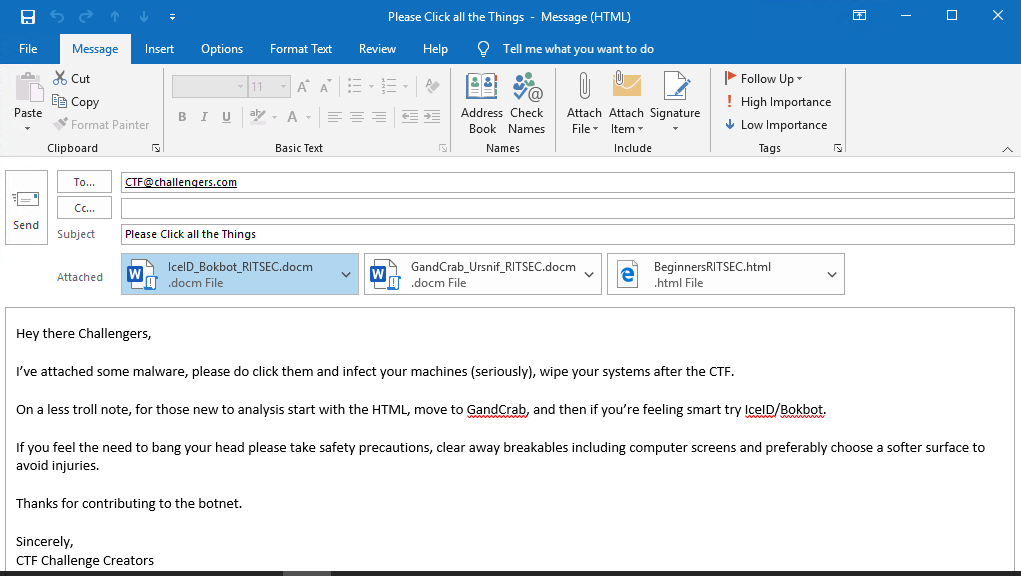 Please Click all the Things - Message (HTML)
File Message Insert Options Format Text Review Help Tell me what you want to do
Paste
Cut
Copy
Format Painter
Clipboard
11 A A
B I U A
Basic Text
Address Book
Check Names
Names
Attach File
Attach Item
Signature
Include
Follow Up
High Importance
Low Importance
Tags
Send
To... CTF@challengers.com
Cc...
Subject Please Click all the Things
Attached
IceID_Bokbot_RITSEC.docm
.docm File
GandCrab_Ursnif_RITSEC.docm
.docm File
BeginnersRITSEC.html
.html File
Hey there Challengers,
I've attached some malware, please do click them and infect your machines (seriously), wipe your systems after the CTF.
On a less troll note, for those new to analysis start with the HTML, move to GandCrab, and then if you're feeling smart try IceID/Bokbot.
If you feel the need to bang your head please take safety precautions, clear away breakables including computer screens and preferably choose a softer surface to
avoid injuries.
Thanks for contributing to the botnet.
Sincerely,
CTF Challenge Creators